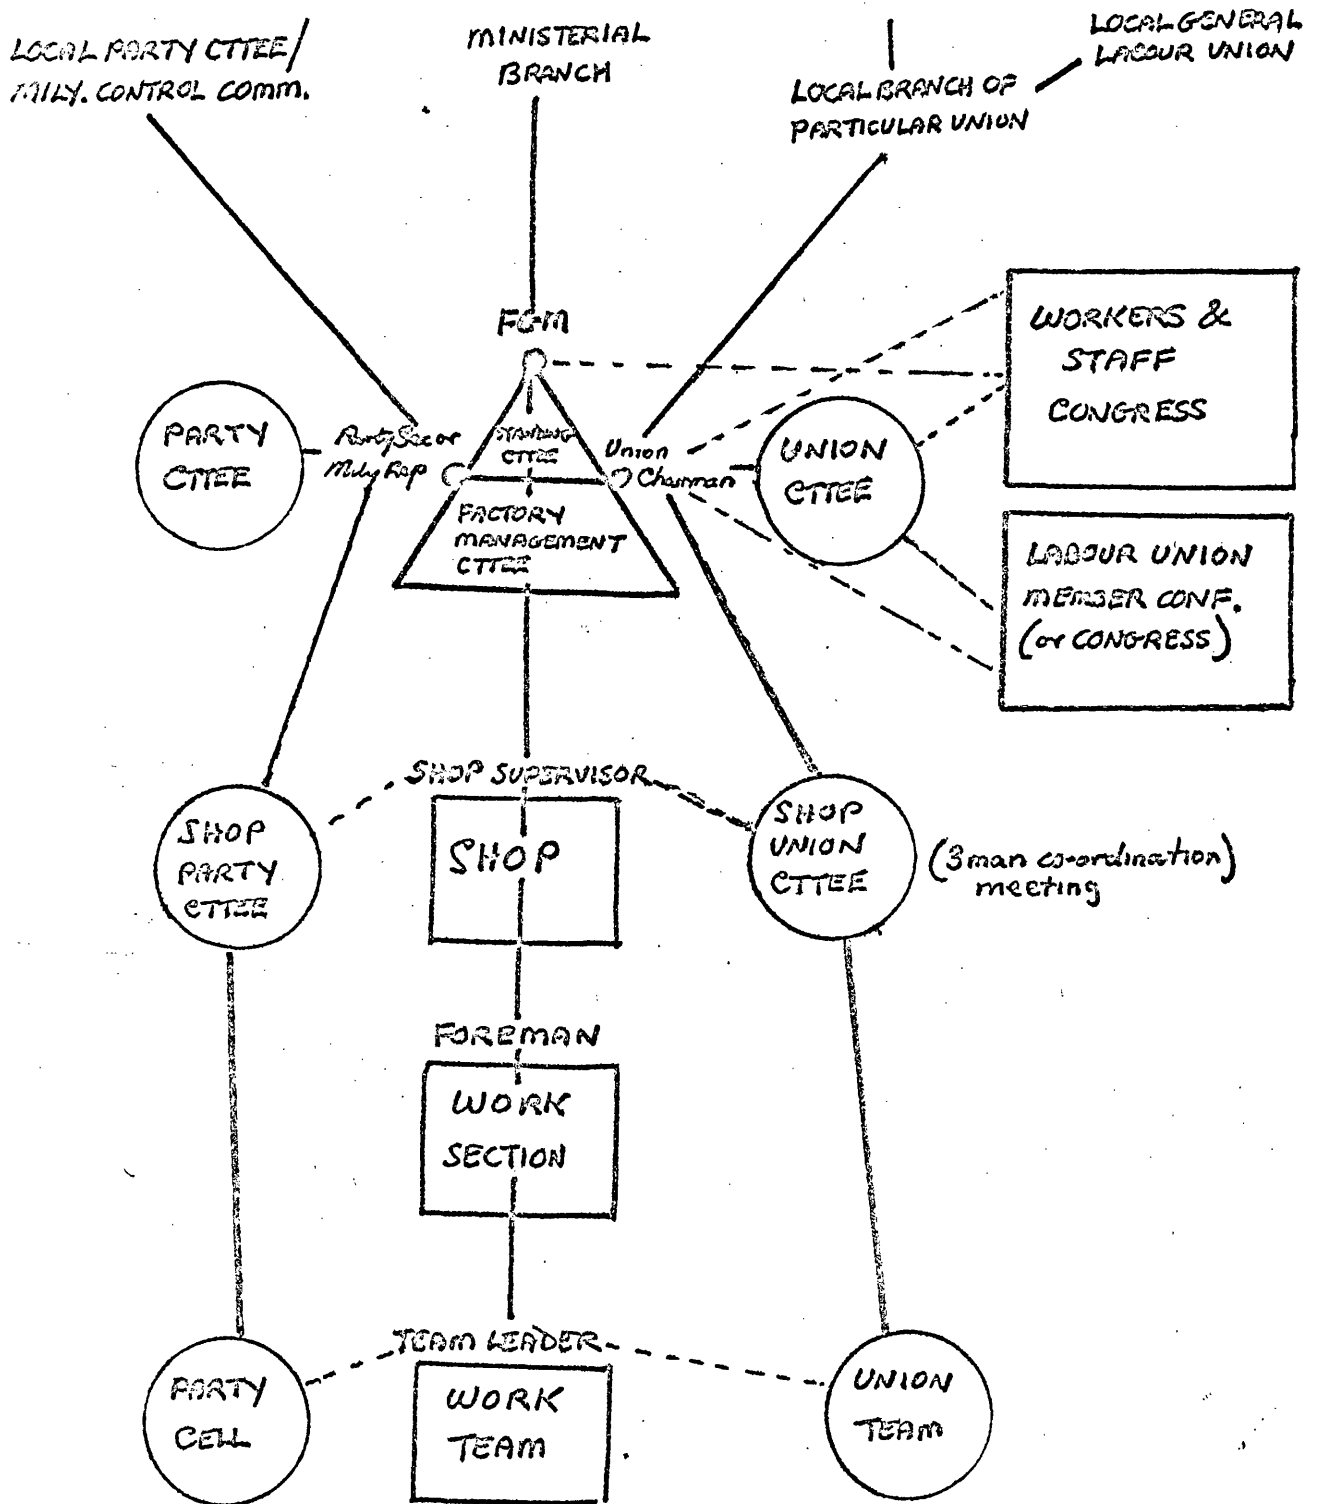 LOCAL PARTY CTTEE/
MILY. CONTROL COMM.
MINISTERIAL
BRANCH
LOCAL GENERAL
LABOUR UNION
LOCAL BRANCH OF
PARTICULAR UNION
FGM
WORKERS &
STAFF
CONGRESS
PARTY
CTTEE
Party Sec or
Mily Rep
STANDING
CTTEE
Union
Chairman
UNION
CTTEE
FACTORY
MANAGEMENT
CTTEE
LABOUR UNION
MEMBER CONF.
(or CONGRESS)
SHOP SUPERVISOR
SHOP
PARTY
CTTEE
SHOP
SHOP
UNION
CTTEE
(3 man co-ordination)
meeting
FOREMAN
WORK
SECTION
TEAM LEADER
PARTY
CELL
WORK
TEAM
UNION
TEAM